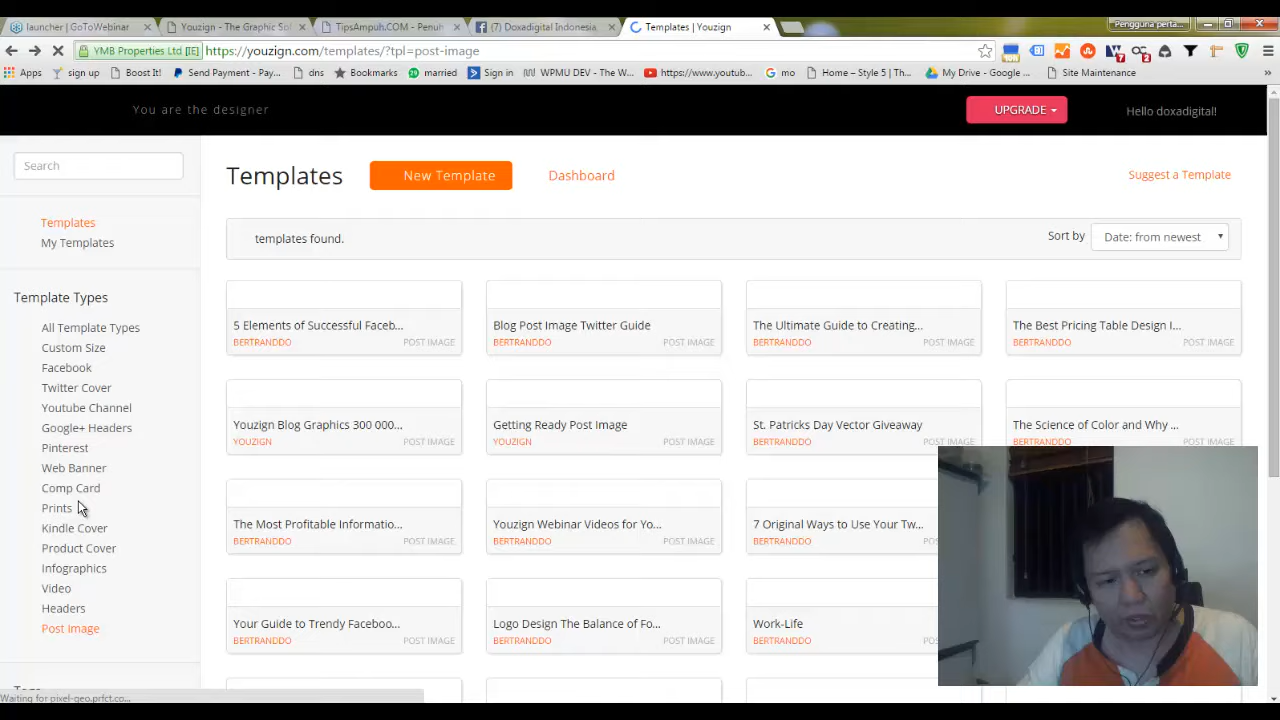 launcher | GoToWebinar
Youzign - The Graphic Sol
TipsAmpuh.COM - Penuh
(7) Doxadigital Indonesia,
Templates | Youzign
Pengguna perta...
YMB Properties Ltd [IE]
https://youzign.com/templates/?tpl=post-image
Apps
sign up
Boost It!
Send Payment - Pay...
dns
Bookmarks
married
Sign in
WPMU DEV - The W...
https://www.youtub...
mo
Home – Style 5 | Th...
My Drive - Google ...
Site Maintenance
You are the designer
UPGRADE
Hello doxadigital!
Search
Templates
New Template
Dashboard
Suggest a Template
Templates
My Templates
templates found.
Sort by
Date: from newest
Template Types
All Template Types
Custom Size
Facebook
Twitter Cover
Youtube Channel
Google+ Headers
Pinterest
Web Banner
Comp Card
Prints
Kindle Cover
Product Cover
Infographics
Video
Headers
Post Image
5 Elements of Successful Faceb...
BERTRANDDO POST IMAGE
Blog Post Image Twitter Guide
BERTRANDDO POST IMAGE
The Ultimate Guide to Creating...
BERTRANDDO POST IMAGE
The Best Pricing Table Design I...
BERTRANDDO POST IMAGE
Youzign Blog Graphics 300 000...
YOUZIGN POST IMAGE
Getting Ready Post Image
YOUZIGN POST IMAGE
St. Patricks Day Vector Giveaway
BERTRANDDO POST IMAGE
The Science of Color and Why ...
The Most Profitable Informatio...
BERTRANDDO POST IMAGE
Youzign Webinar Videos for Yo...
BERTRANDDO POST IMAGE
7 Original Ways to Use Your Tw...
BERTRANDDO
Your Guide to Trendy Faceboo...
BERTRANDDO POST IMAGE
Logo Design The Balance of Fo...
BERTRANDDO POST IMAGE
Work-Life
BERTRANDDO
Waiting for pixel-geo.prfct.co...